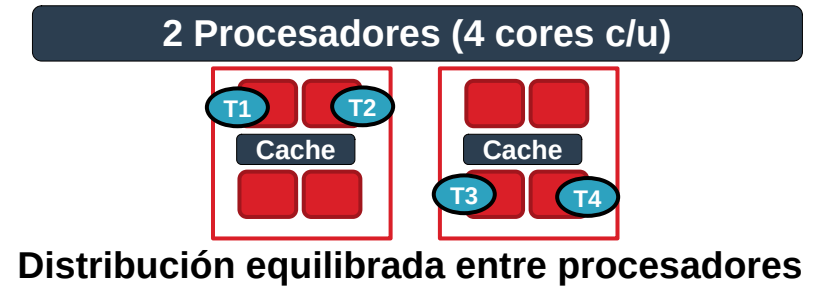 2 Procesadores (4 cores c/u)
T1
T2
Cache
Cache
T3
T4
Distribución equilibrada entre procesadores